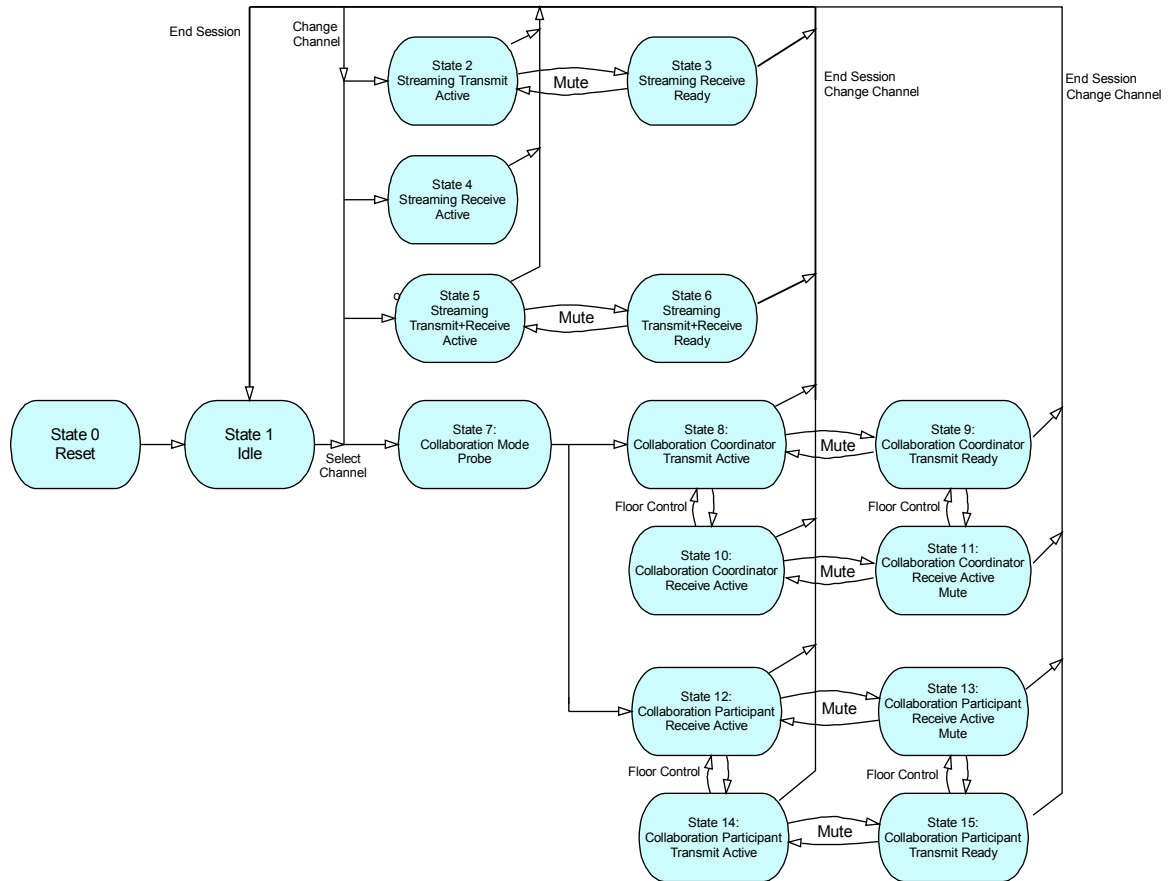 End Session
Change
Channel
State 2
Streaming Transmit
Active
Mute
State 3
Streaming Receive
Ready
End Session
Change Channel
End Session
Change Channel
State 4
Streaming Receive
Active
o
State 5
Streaming
Transmit+Receive
Active
Mute
State 6
Streaming
Transmit+Receive
Ready
State 0
Reset
State 1
Idle
Select
Channel
State 7:
Collaboration Mode
Probe
State 8:
Collaboration Coordinator
Transmit Active
Mute
State 9:
Collaboration Coordinator
Transmit Ready
Floor Control
Floor Control
State 10:
Collaboration Coordinator
Receive Active
Mute
State 11:
Collaboration Coordinator
Receive Active
Mute
State 12:
Collaboration Participant
Receive Active
Mute
State 13:
Collaboration Participant
Receive Active
Mute
Floor Control
Floor Control
State 14:
Collaboration Participant
Transmit Active
Mute
State 15:
Collaboration Participant
Transmit Ready